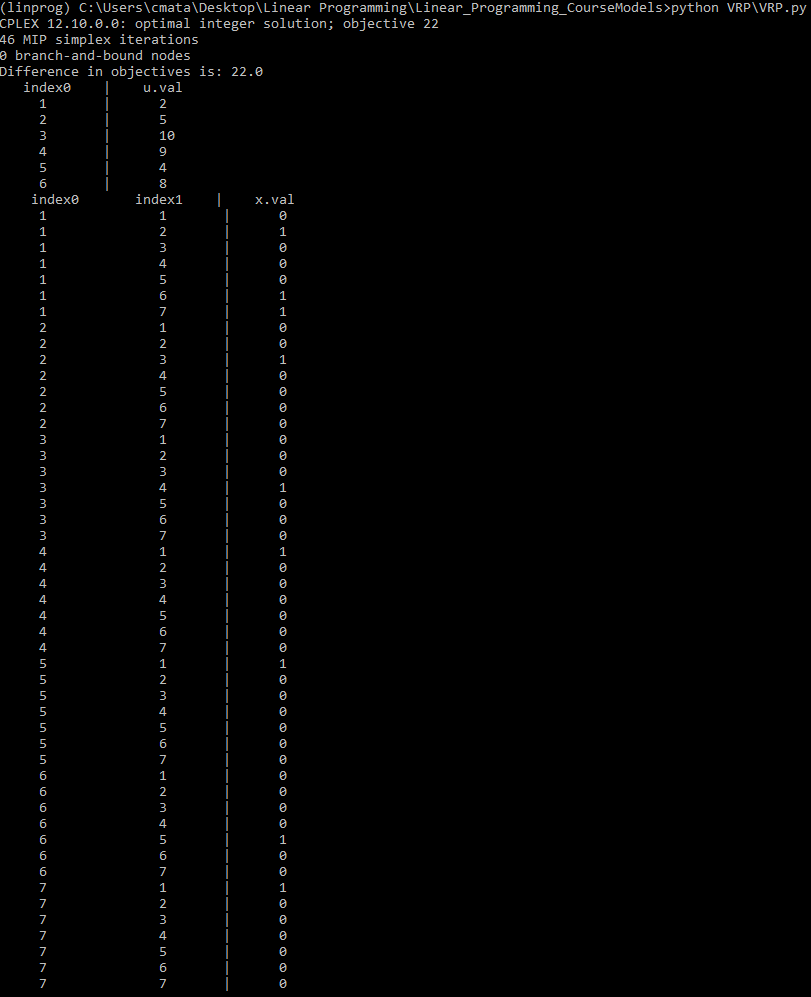 (linprog) C:\Users\cmata\Desktop\Linear Programming\Linear_Programming_CourseModels>python VRP\VRP.py
CPLEX 12.10.0.0: optimal integer solution; objective 22
46 MIP simplex iterations
0 branch-and-bound nodes
Difference in objectives is: 22.0
index0 | u.val
1 | 2
2 | 5
3 | 10
4 | 9
5 | 4
6 | 8
index0 index1 | x.val
1 1 | 0
1 2 | 1
1 3 | 0
1 4 | 0
1 5 | 0
1 6 | 1
1 7 | 1
2 1 | 0
2 2 | 0
2 3 | 1
2 4 | 0
2 5 | 0
2 6 | 0
2 7 | 0
3 1 | 0
3 2 | 0
3 3 | 0
3 4 | 1
3 5 | 0
3 6 | 0
3 7 | 0
4 1 | 1
4 2 | 0
4 3 | 0
4 4 | 0
4 5 | 0
4 6 | 0
4 7 | 0
5 1 | 1
5 2 | 0
5 3 | 0
5 4 | 0
5 5 | 0
5 6 | 0
5 7 | 0
6 1 | 0
6 2 | 0
6 3 | 0
6 4 | 0
6 5 | 1
6 6 | 0
6 7 | 0
7 1 | 1
7 2 | 0
7 3 | 0
7 4 | 0
7 5 | 0
7 6 | 0
7 7 | 0